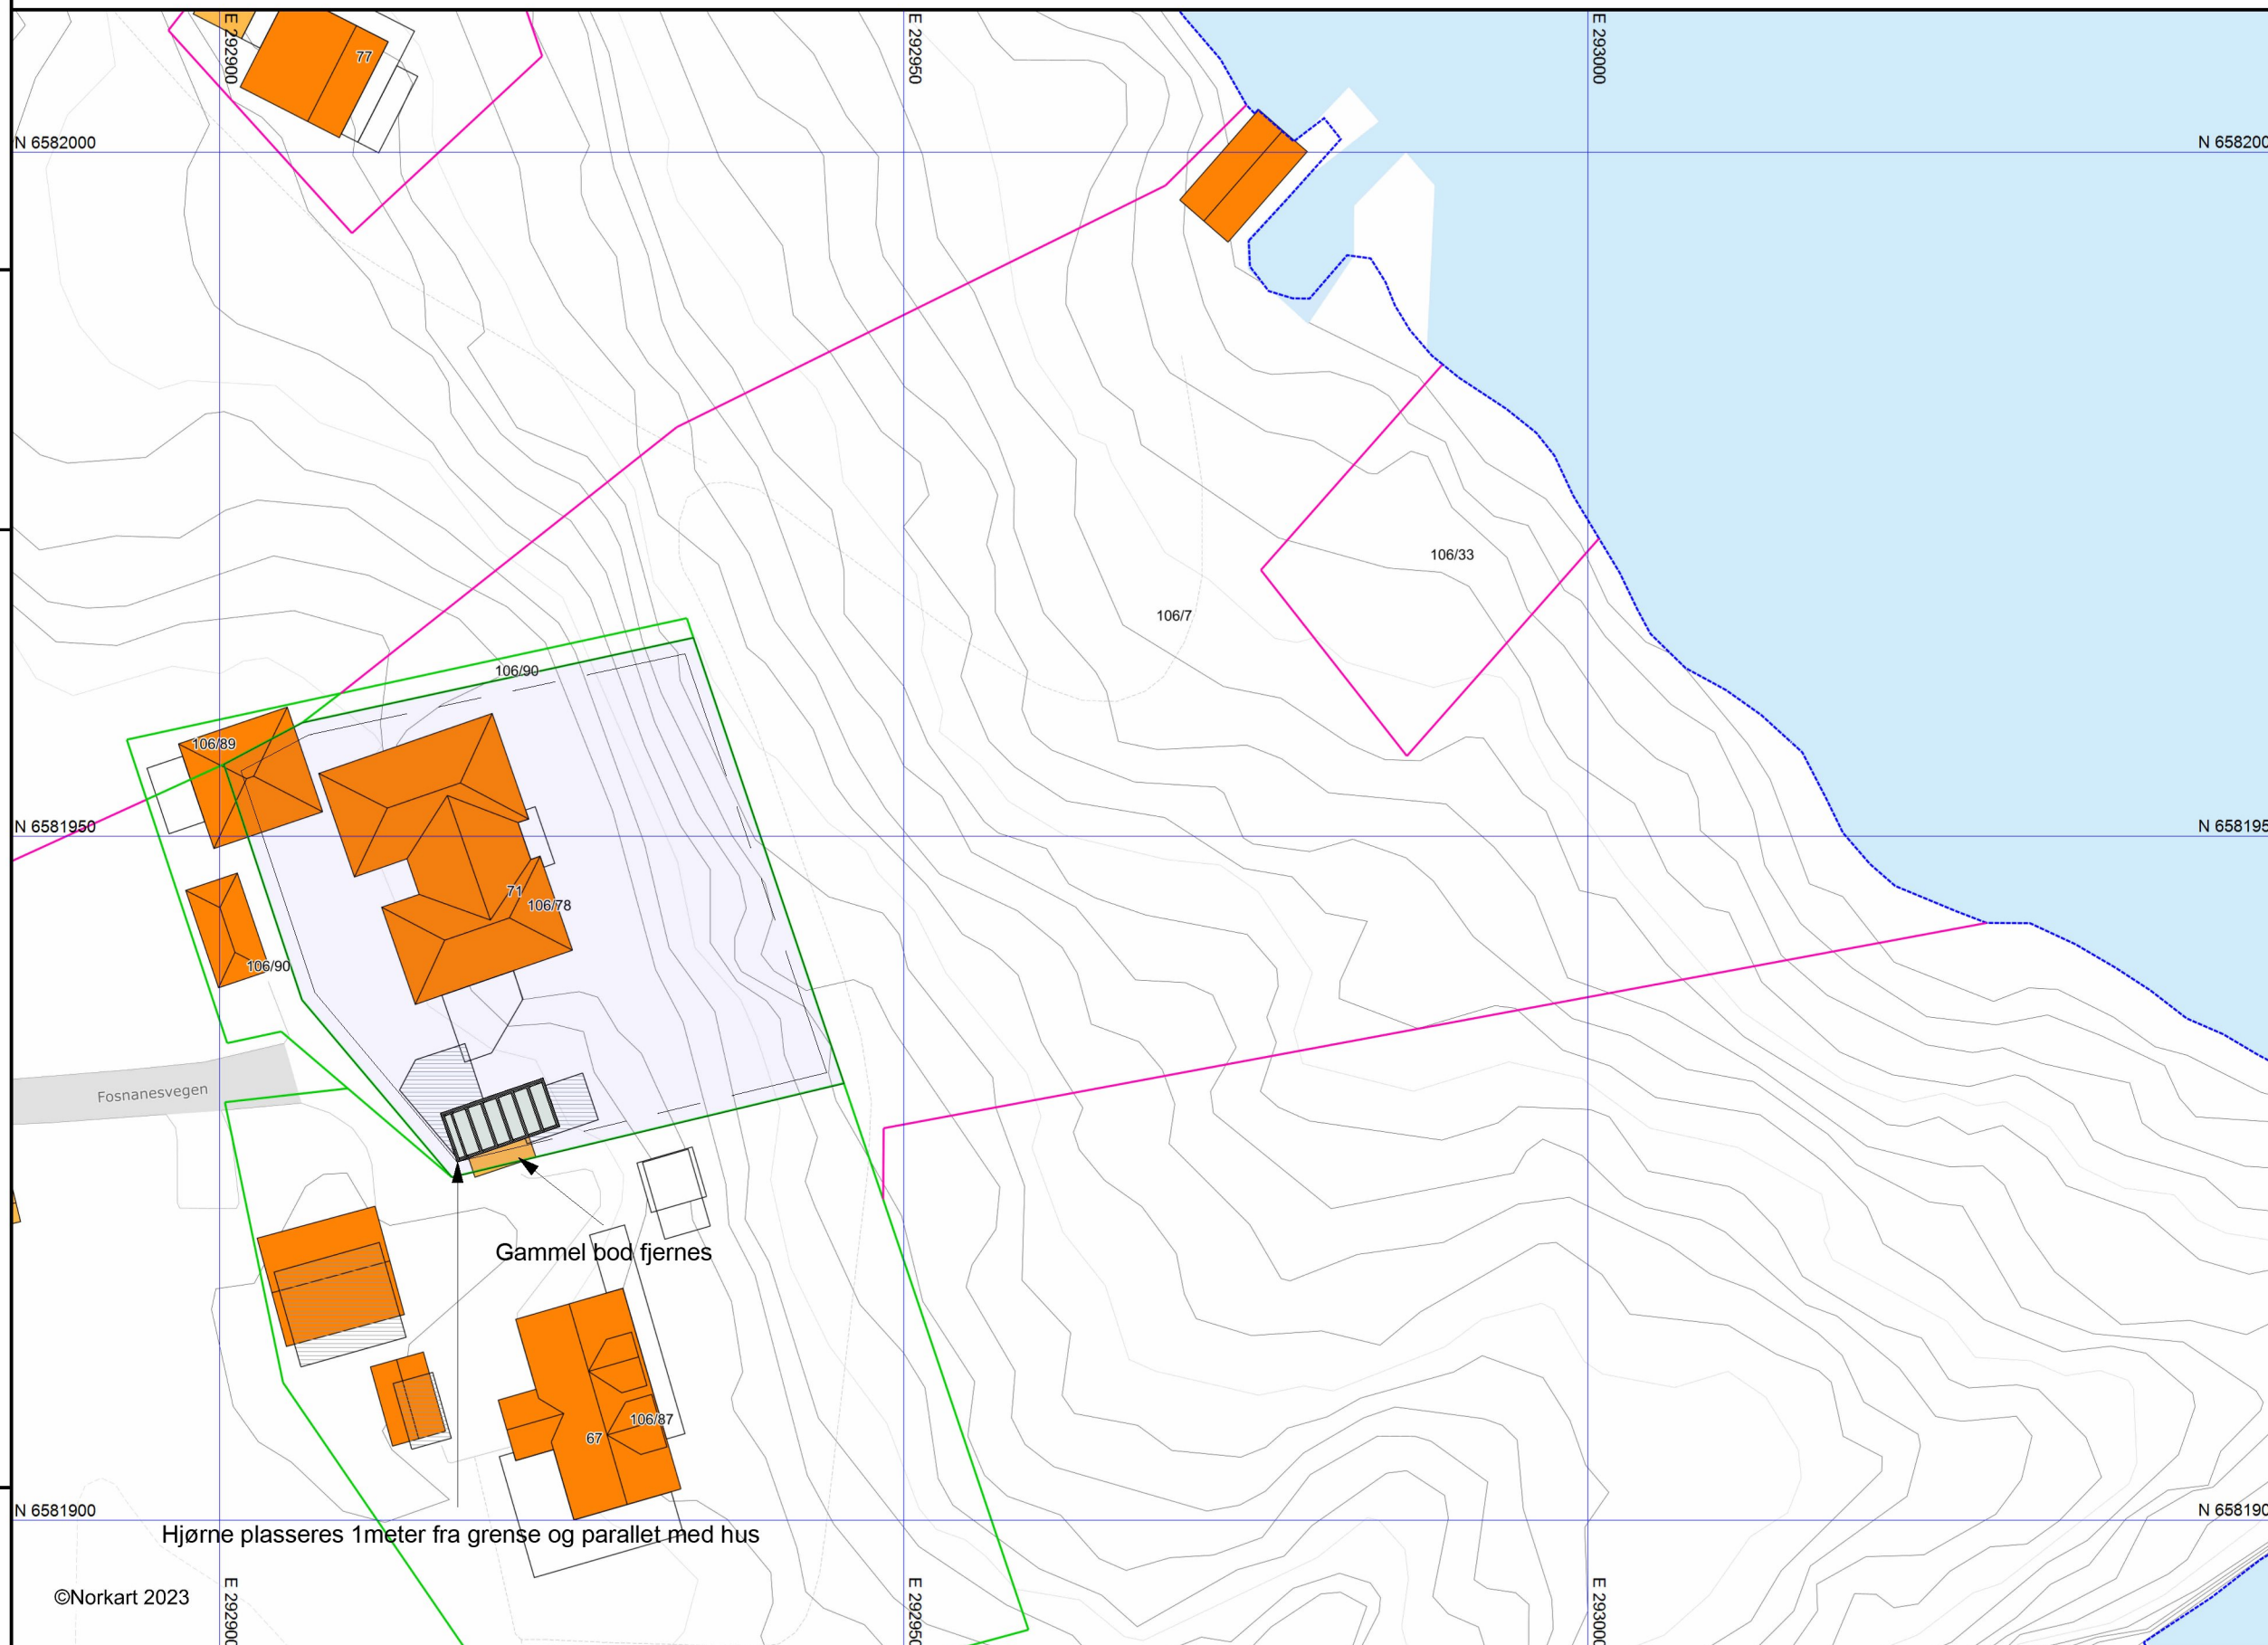 E 292900
E 292950
E 293000
77
N 6582000
N 658200
106/33
106/7
106/90
106/89
N 6581950
N 658195
71
106/78
106/90
Fosnanesvegen
Gammel bod fjernes
106/87
67
N 6581900
N 658190
Hjørne plasseres 1meter fra grense og parallet med hus
©Norkart 2023
E 292900
E 292950
E 293000